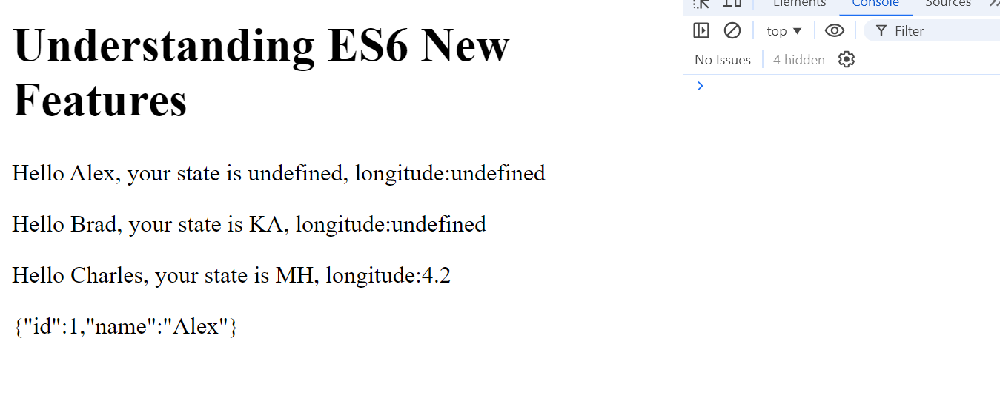 Understanding ES6 New
Features
Hello Alex, your state is undefined, longitude:undefined
Hello Brad, your state is KA, longitude:undefined
Hello Charles, your state is MH, longitude:4.2
{"id":1,"name":"Alex"}
Elements Console Sources
top Filter
No Issues 4 hidden